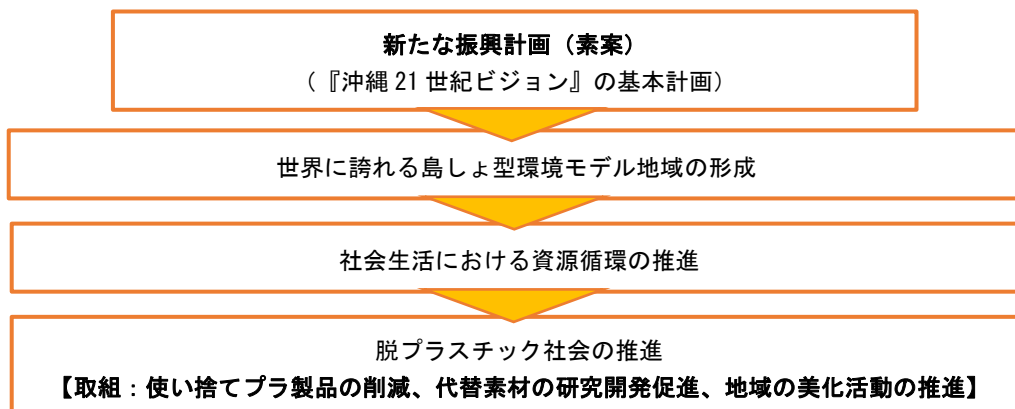 新たな振興計画（素案）
（『沖縄 21 世紀ビジョン』の基本計画）
世界に誇れる島しょ型環境モデル地域の形成
社会生活における資源循環の推進
脱プラスチック社会の推進
【取組：使い捨てプラ製品の削減、代替素材の研究開発促進、地域の美化活動の推進】